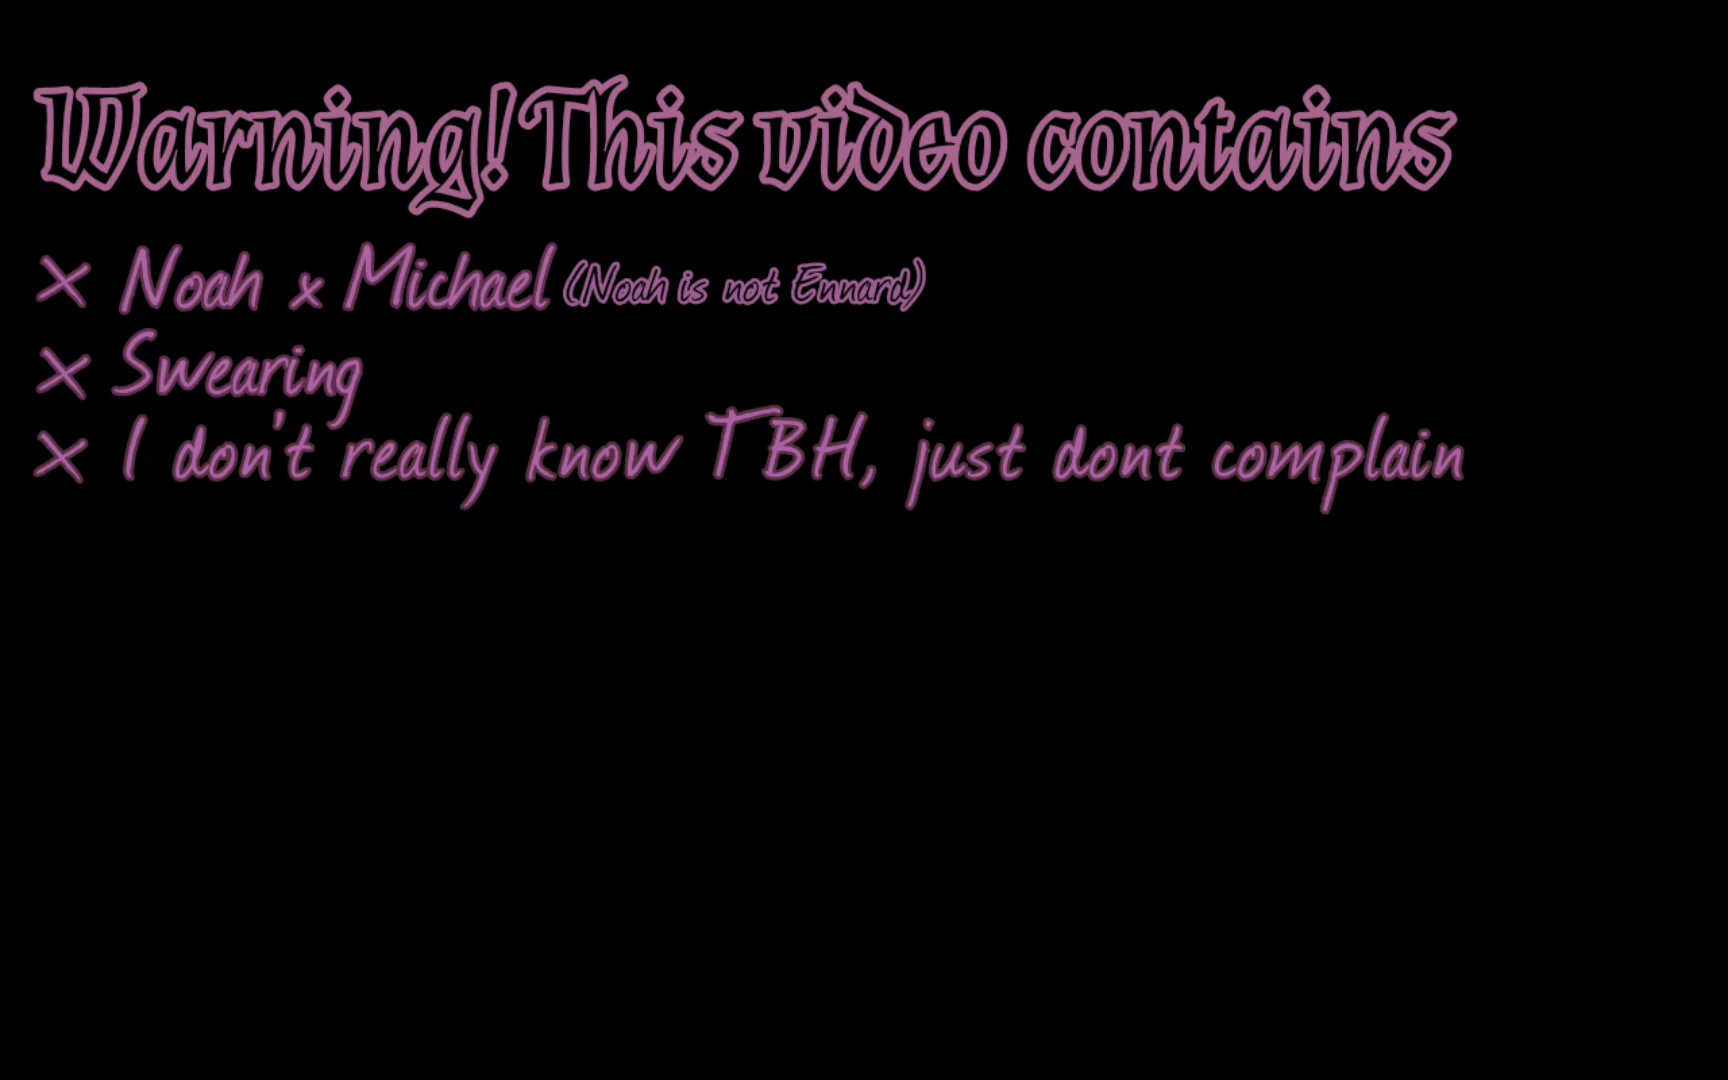 Warning! This video contains
× Noah x Michael (Noah is not Ennard)
× Swearing
× I don't really know TBH, just dont complain